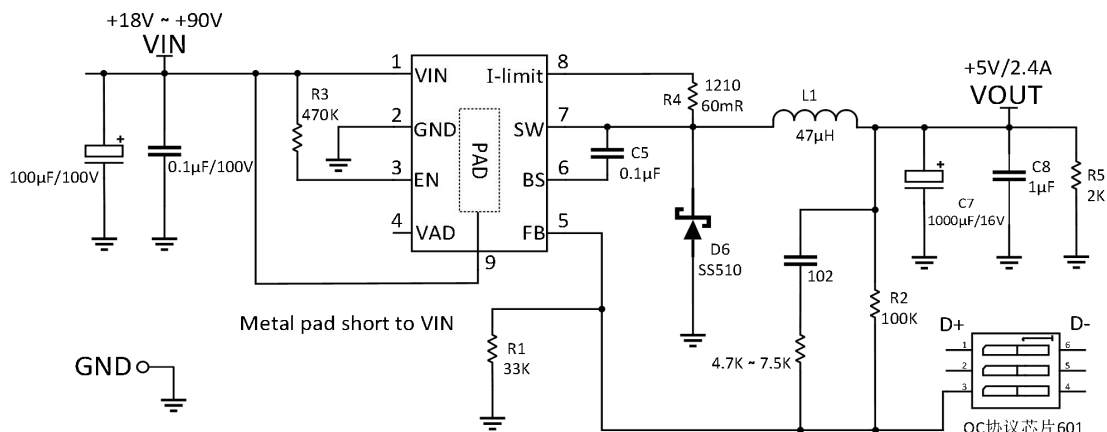 +18V ~ +90V
VIN
+5V/2.4A
VOUT
1
VIN
I-limit
8
R3
470K
R4
1210
60mR
L1
47μH
2
GND
PAD
SW
7
100μF/100V
+
0.1μF/100V
C5
0.1μF
3
EN
BS
6
+
C7
1000μF/16V
C8
1μF
R5
2K
4
VAD
FB
5
9
D6
SS510
102
R2
100K
Metal pad short to VIN
R1
33K
4.7K ~ 7.5K
D+
D-
1
6
2
5
3
4
GND
QC协议芯片601